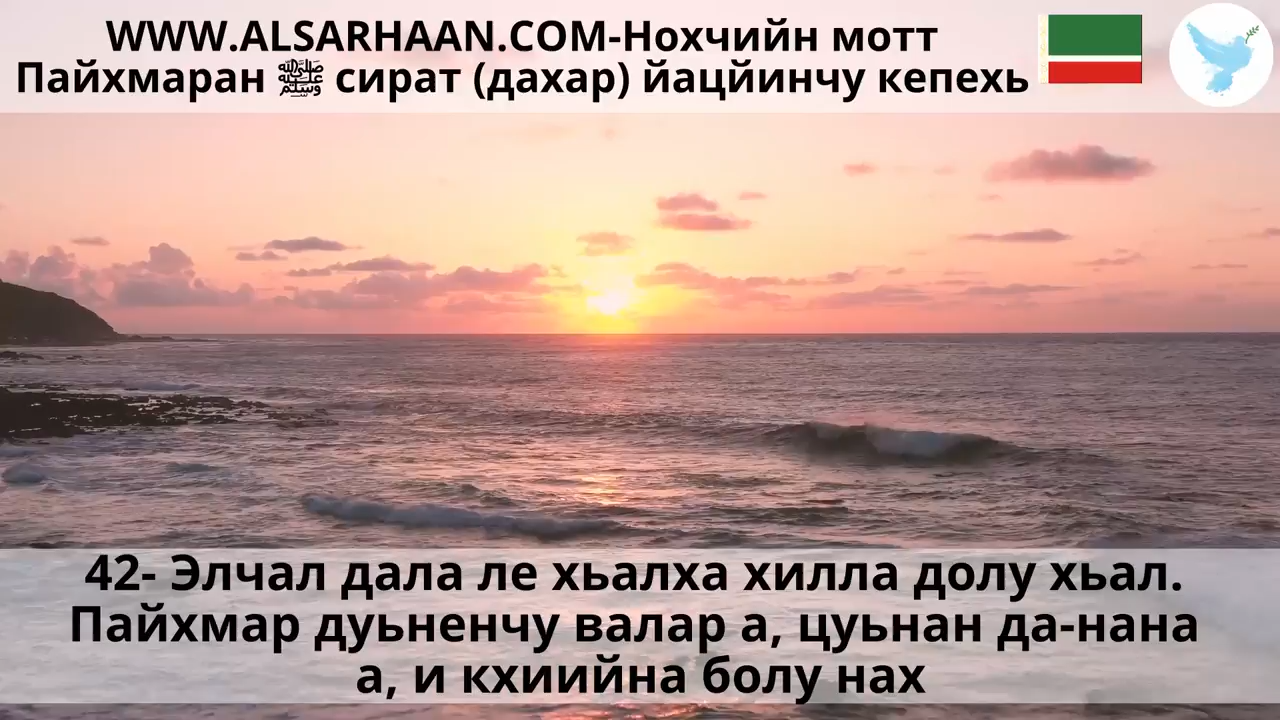 WWW.ALSARHAAN.COM-Нохчийн мотт
Пайхмаран ﷺ сират (дахар) йацйинчу кепехь
42- Элчал дала ле хьалха хилла долу хьал.
Пайхмар дуьненчу валар а, цуьнан да-нана
а, и кхиийна болу нах